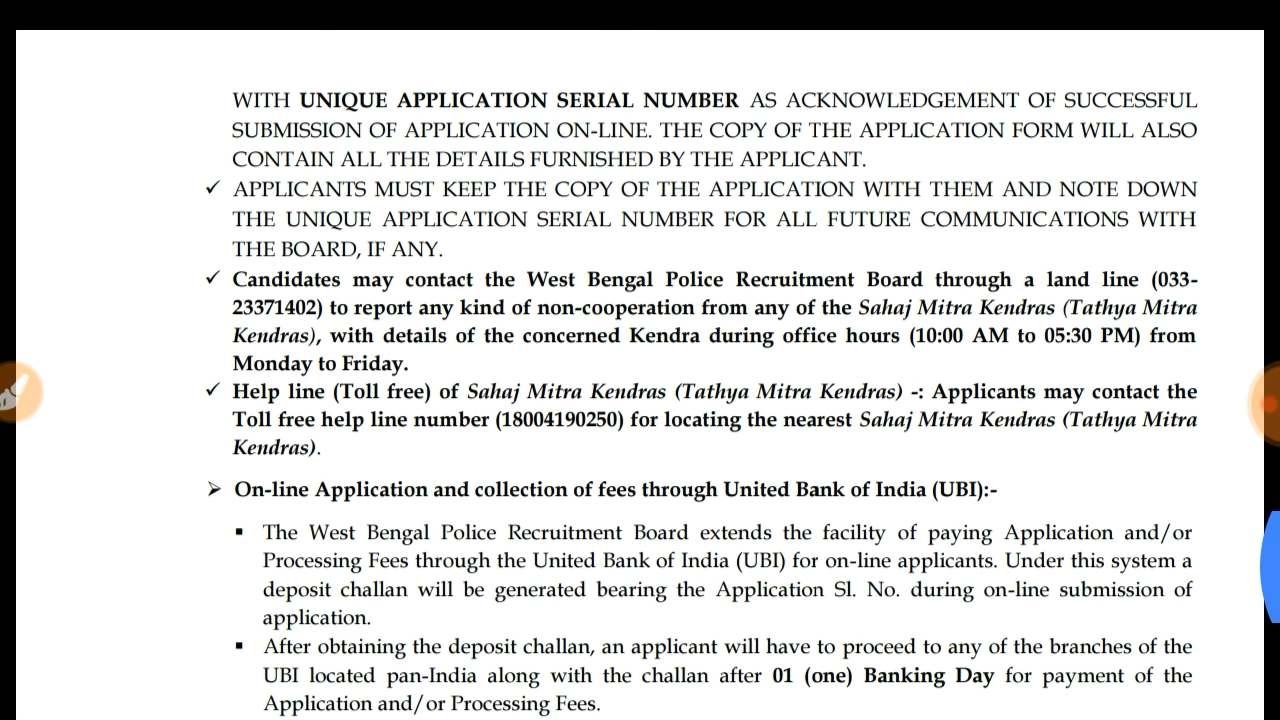 WITH UNIQUE APPLICATION SERIAL NUMBER AS ACKNOWLEDGEMENT OF SUCCESSFUL
SUBMISSION OF APPLICATION ON-LINE. THE COPY OF THE APPLICATION FORM WILL ALSO
CONTAIN ALL THE DETAILS FURNISHED BY THE APPLICANT.
✓ APPLICANTS MUST KEEP THE COPY OF THE APPLICATION WITH THEM AND NOTE DOWN
THE UNIQUE APPLICATION SERIAL NUMBER FOR ALL FUTURE COMMUNICATIONS WITH
THE BOARD, IF ANY.
✓ Candidates may contact the West Bengal Police Recruitment Board through a land line (033-
23371402) to report any kind of non-cooperation from any of the Sahaj Mitra Kendras (Tathya Mitra
Kendras), with details of the concerned Kendra during office hours (10:00 AM to 05:30 PM) from
Monday to Friday.
✓ Help line (Toll free) of Sahaj Mitra Kendras (Tathya Mitra Kendras) -: Applicants may contact the
Toll free help line number (18004190250) for locating the nearest Sahaj Mitra Kendras (Tathya Mitra
Kendras).
➢ On-line Application and collection of fees through United Bank of India (UBI):-
▪ The West Bengal Police Recruitment Board extends the facility of paying Application and/or
Processing Fees through the United Bank of India (UBI) for on-line applicants. Under this system a
deposit challan will be generated bearing the Application Sl. No. during on-line submission of
application.
▪ After obtaining the deposit challan, an applicant will have to proceed to any of the branches of the
UBI located pan-India along with the challan after 01 (one) Banking Day for payment of the
Application and/or Processing Fees.